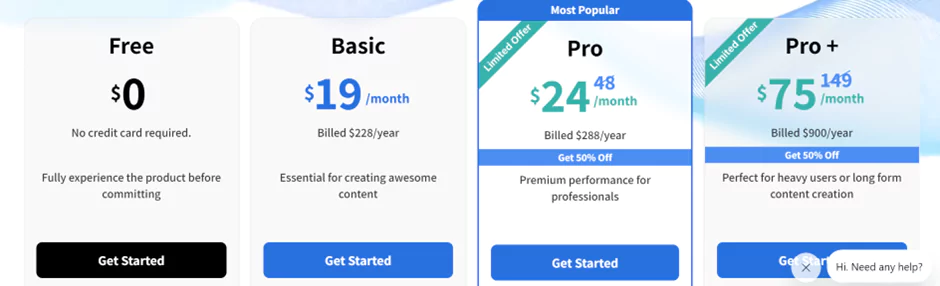 Free
$0
No credit card required.
Fully experience the product before
committing
Get Started
Basic
$19 /month
Billed $228/year
Essential for creating awesome
content
Get Started
Most Popular
Limited Offer
Pro
$24 48 /month
Billed $288/year
Get 50% Off
Premium performance for
professionals
Get Started
Limited Offer
Pro +
$75 149 /month
Billed $900/year
Get 50% Off
Perfect for heavy users or long form
content creation
Get Started
Hi. Need any help?